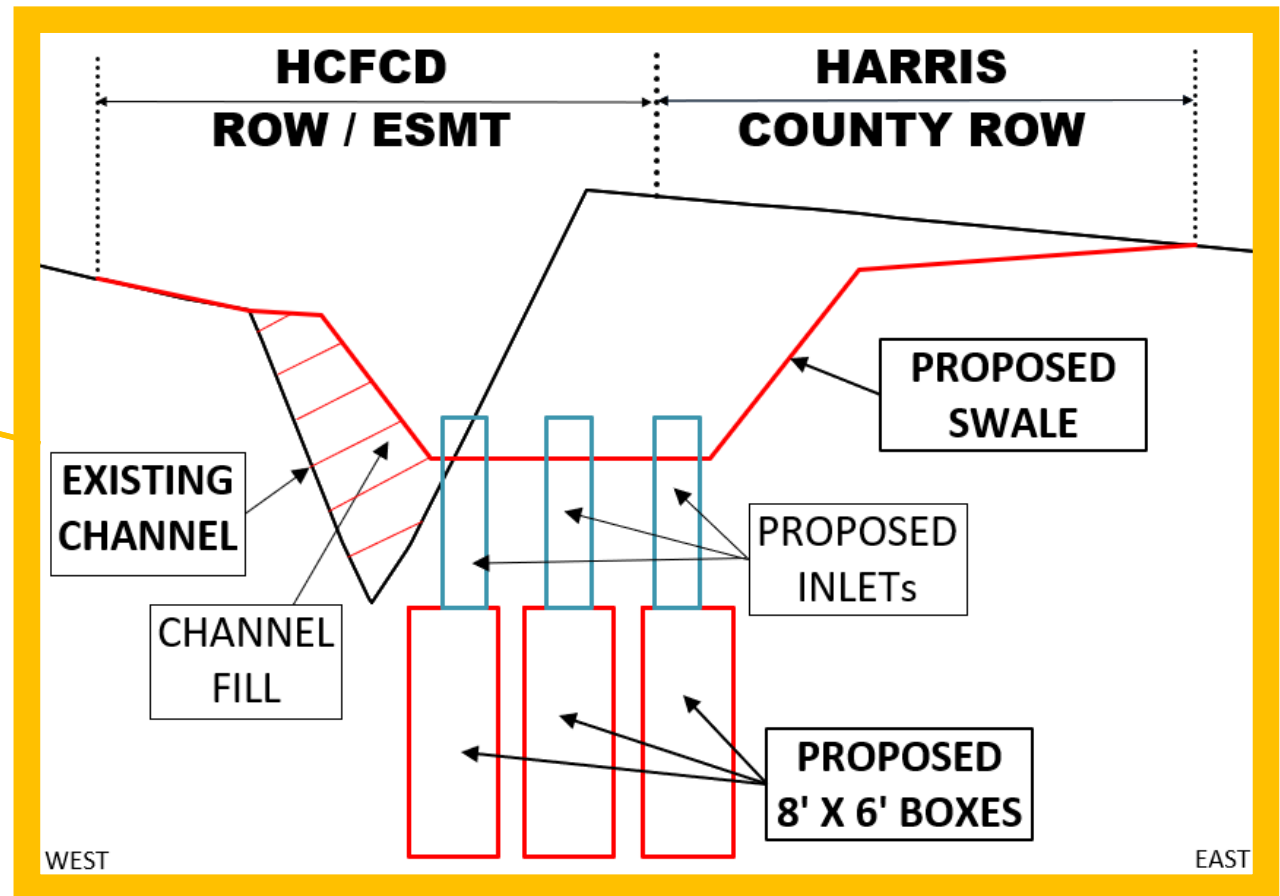 HCFCD
ROW / ESMT
HARRIS
COUNTY ROW
PROPOSED
SWALE
EXISTING
CHANNEL
PROPOSED
INLETs
CHANNEL
FILL
PROPOSED
8' X 6' BOXES
WEST
EAST